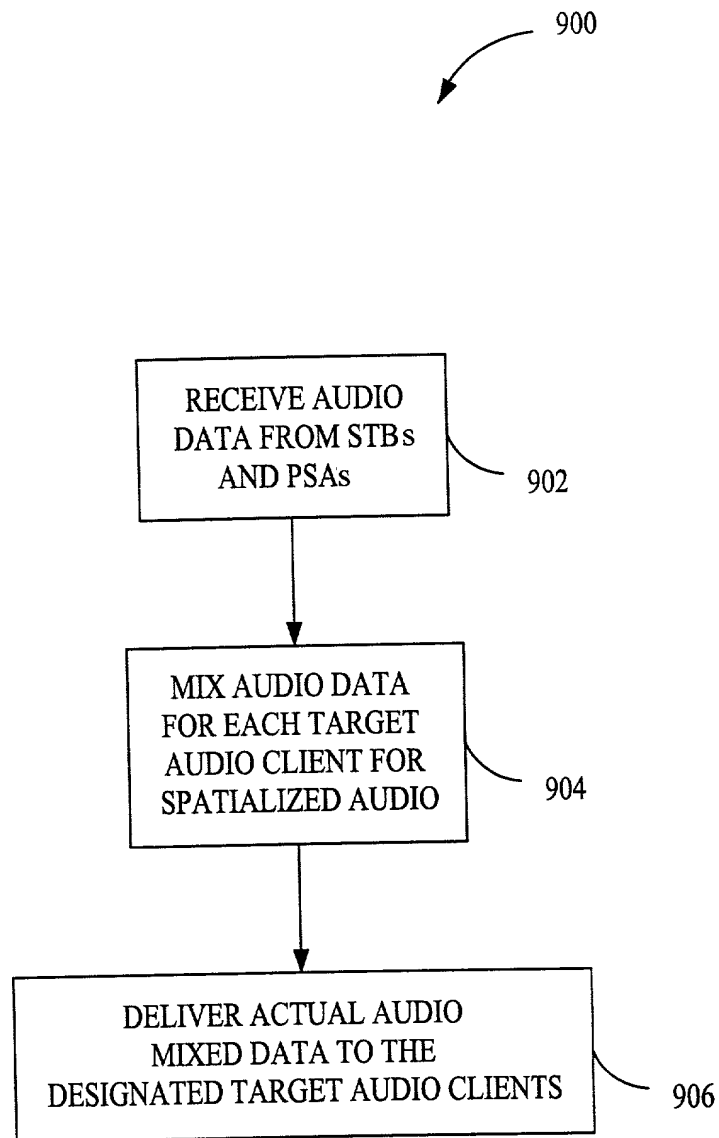 900
RECEIVE AUDIO
DATA FROM STBs
AND PSAs
902
MIX AUDIO DATA
FOR EACH TARGET
AUDIO CLIENT FOR
SPATIALIZED AUDIO
904
DELIVER ACTUAL AUDIO
MIXED DATA TO THE
DESIGNATED TARGET AUDIO CLIENTS
906